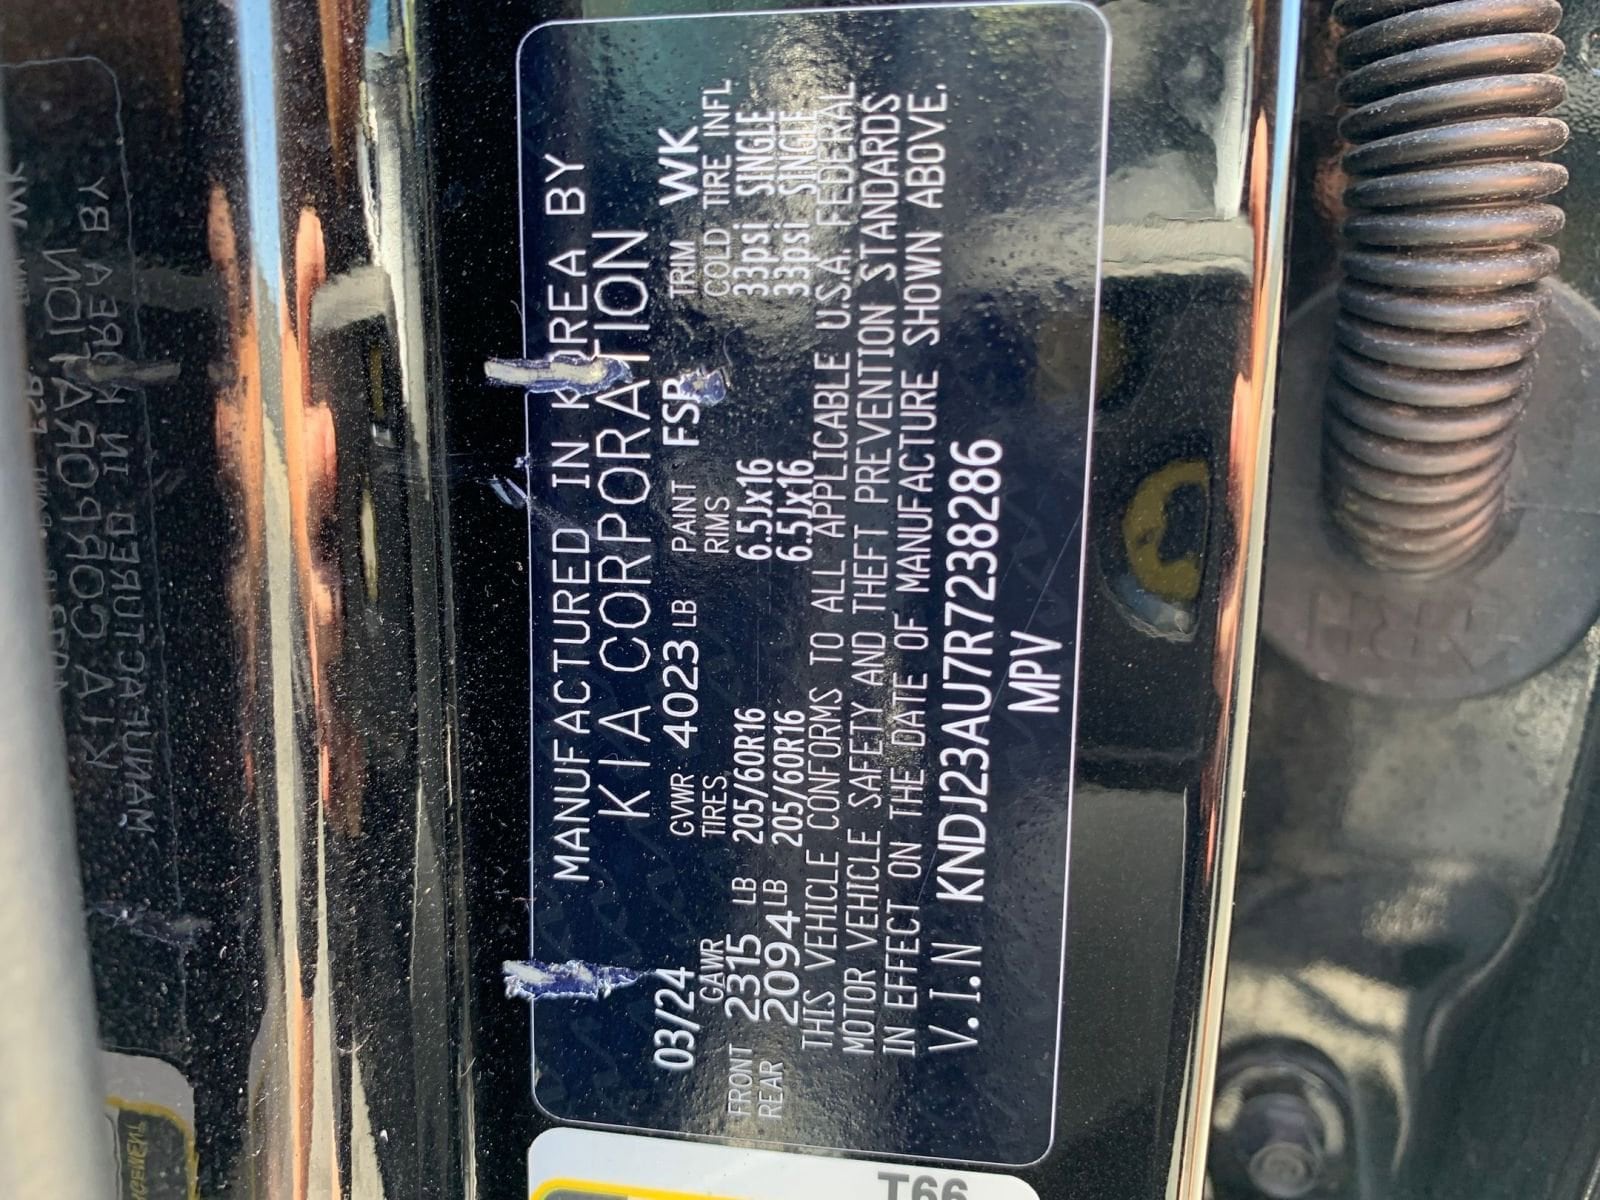 MANUFACTURED IN KOREA BY
KIA CORPORATION
03/24 GVWR 4023 LB PAINT FSP TRIM WK
GAWR TIRES RIMS COLD TIRE INFL
FRONT 2315 LB 205/60R16 6.5Jx16 33psi SINGLE
REAR 2094 LB 205/60R16 6.5Jx16 33psi SINGLE
THIS VEHICLE CONFORMS TO ALL APPLICABLE U.S.A. FEDERAL
MOTOR VEHICLE SAFETY AND THEFT PREVENTION STANDARDS
IN EFFECT ON THE DATE OF MANUFACTURE SHOWN ABOVE.
V.I.N KNDJ23AU7R7238286
MPV
T66